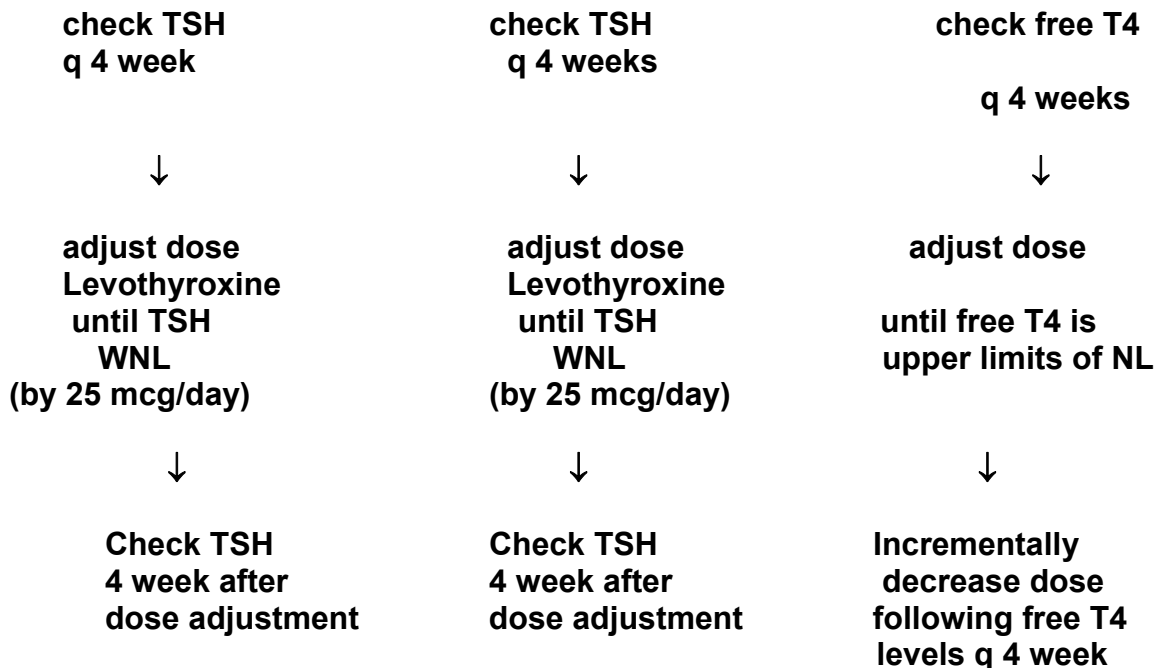 check TSH
q 4 week
↓
adjust dose
Levothyroxine
until TSH
WNL
(by 25 mcg/day)
↓
Check TSH
4 week after
dose adjustment
check TSH
q 4 weeks
↓
adjust dose
Levothyroxine
until TSH
WNL
(by 25 mcg/day)
↓
Check TSH
4 week after
dose adjustment
check free T4
q 4 weeks
↓
adjust dose
until free T4 is
upper limits of NL
↓
Incrementally
decrease dose
following free T4
levels q 4 week